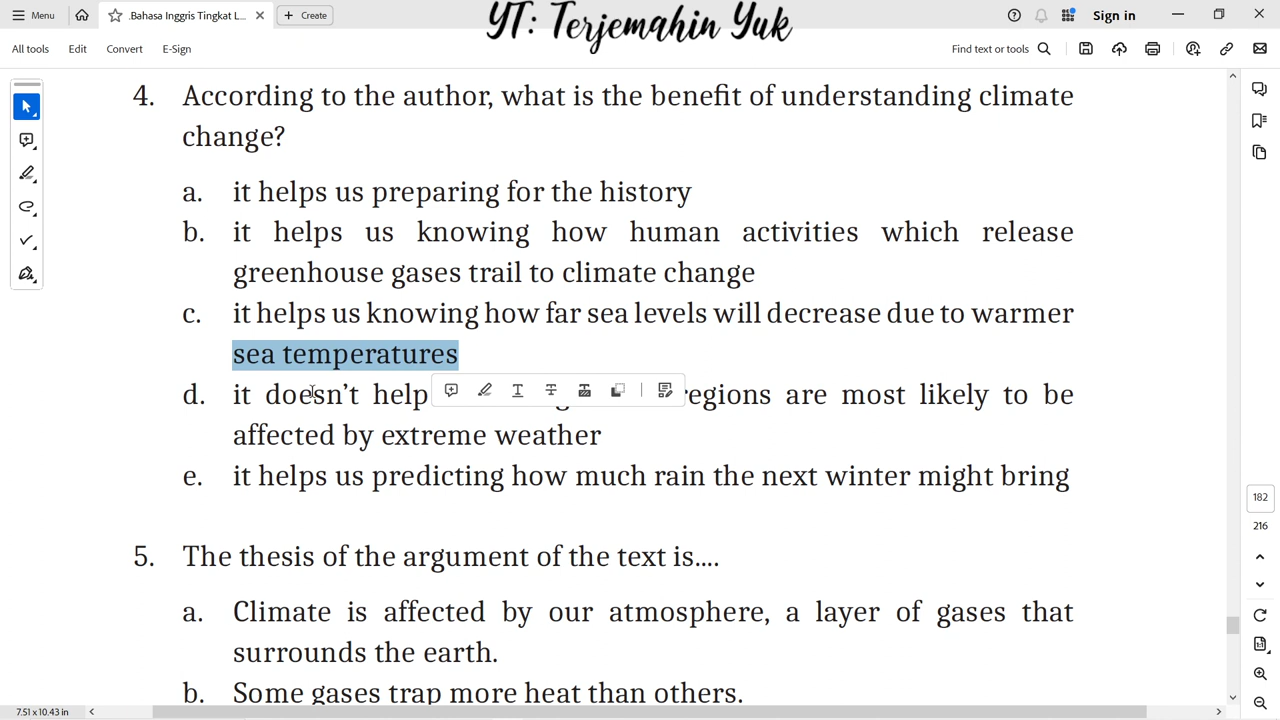 Menu
.Bahasa Inggris Tingkat L...
Create
YT: Terjemahin Yuk
Sign in
All tools
Edit
Convert
E-Sign
Find text or tools
4. According to the author, what is the benefit of understanding climate
change?
a. it helps us preparing for the history
b. it helps us knowing how human activities which release
greenhouse gases trail to climate change
c. it helps us knowing how far sea levels will decrease due to warmer
sea temperatures
d. it doesn't help regions are most likely to be
affected by extreme weather
e. it helps us predicting how much rain the next winter might bring
5. The thesis of the argument of the text is....
a. Climate is affected by our atmosphere, a layer of gases that
surrounds the earth.
b. Some gases trap more heat than others.
182
216
7.51 x 10.43 in